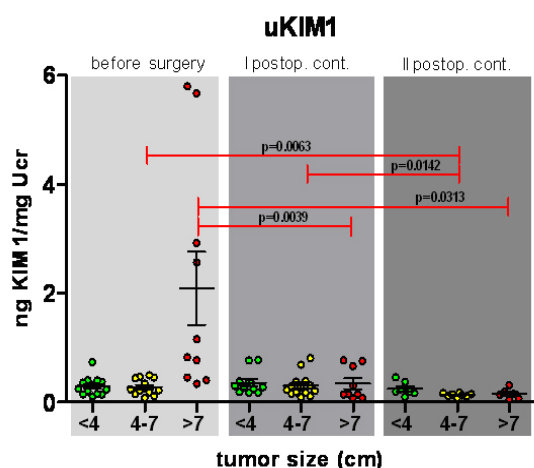 uKIM1
before surgery I postop. cont. II postop. cont.
ng KIM1/mg Ucr
6
4
2
0
p=0.0063
p=0.0142
p=0.0313
p=0.0039
<4 4-7 >7 <4 4-7 >7 <4 4-7 >7
tumor size (cm)